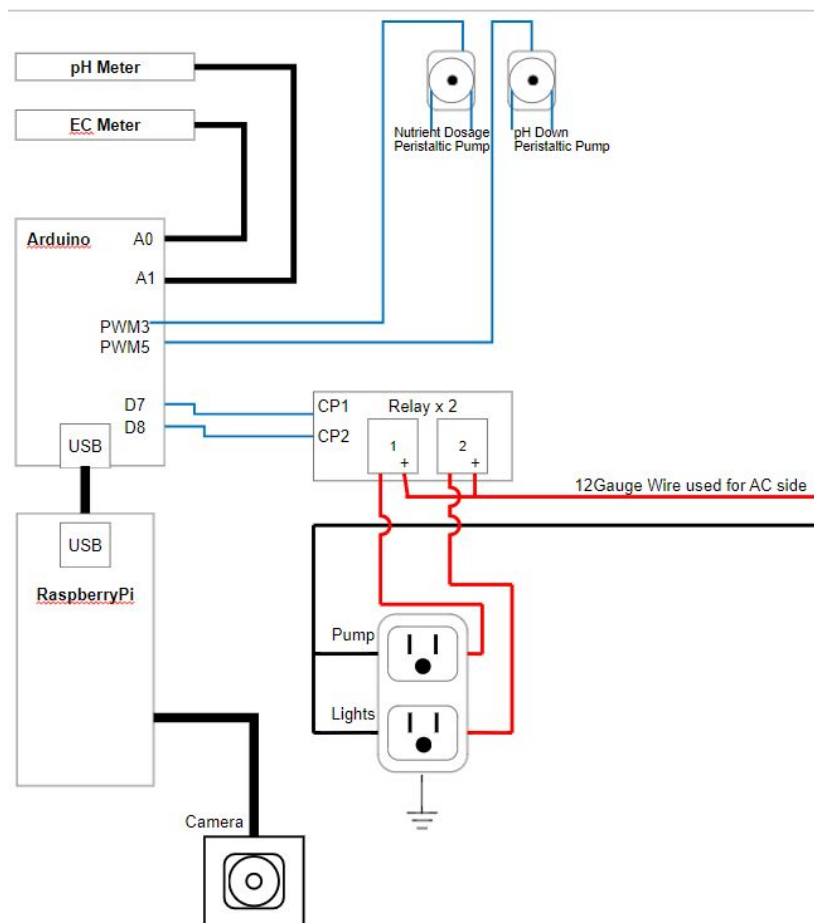 pH Meter
EC Meter
Nutrient Dosage
Peristaltic Pump
pH Down
Peristaltic Pump
Arduino
A0
A1
PWM3
PWM5
D7
D8
USB
CP1
CP2
Relay x 2
1
+
2
+
12Gauge Wire used for AC side
USB
RaspberryPi
Pump
Lights
Camera